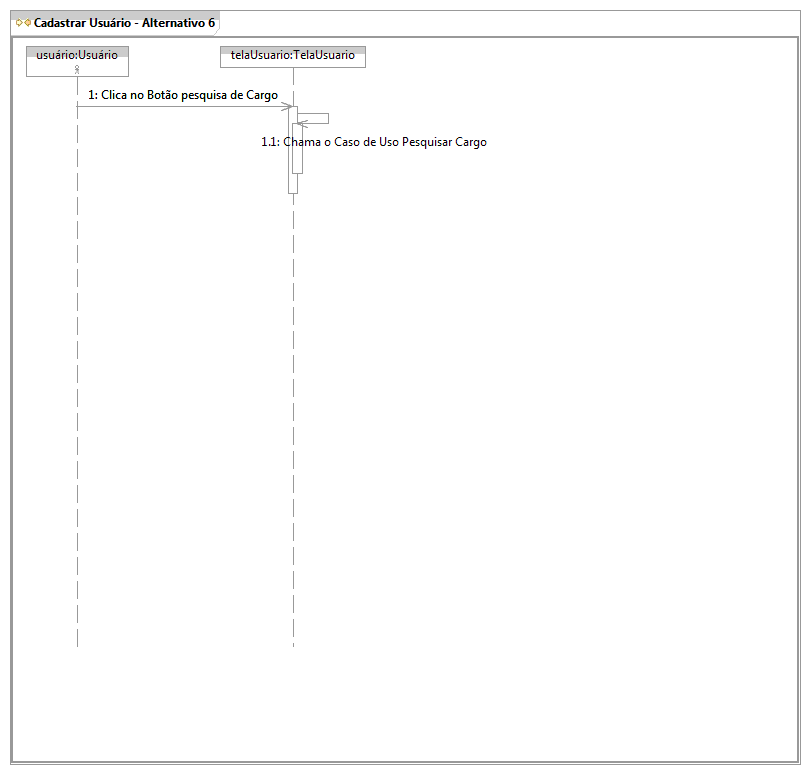 Cadastrar Usuário - Alternativo 6
usuário:Usuário
telaUsuario:TelaUsuario
1: Clica no Botão pesquisa de Cargo
1.1: Chama o Caso de Uso Pesquisar Cargo